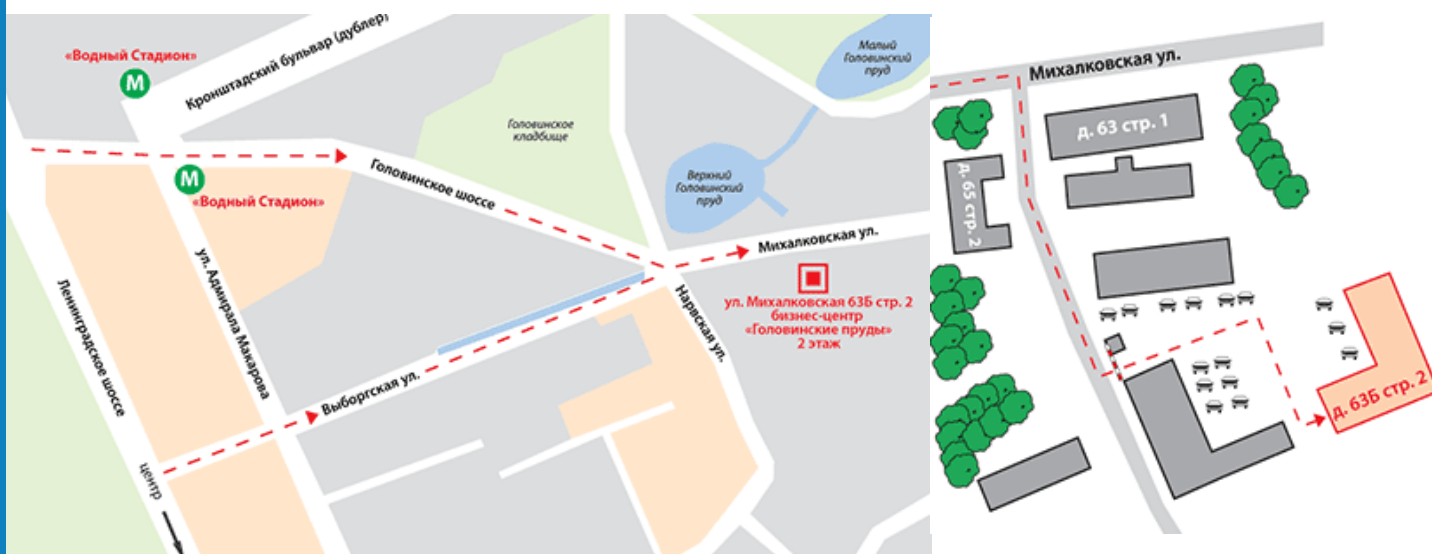 «Водный Стадион»
М
Кронштадский бульвар (дублер)
Малый
Головинский
пруд
Головинское
кладбище
М
«Водный Стадион»
Головинское шоссе
Верхний
Головинский
пруд
Михалковская ул.
ул. Михалковская 63Б стр. 2
бизнес-центр
«Головинские пруды»
2 этаж
Нарвская ул.
ул. Адмирала Макарова
Ленинградское шоссе
Выборгская ул.
центр
Михалковская ул.
д. 63 стр. 1
д. 65 стр. 2
д. 63Б стр. 2